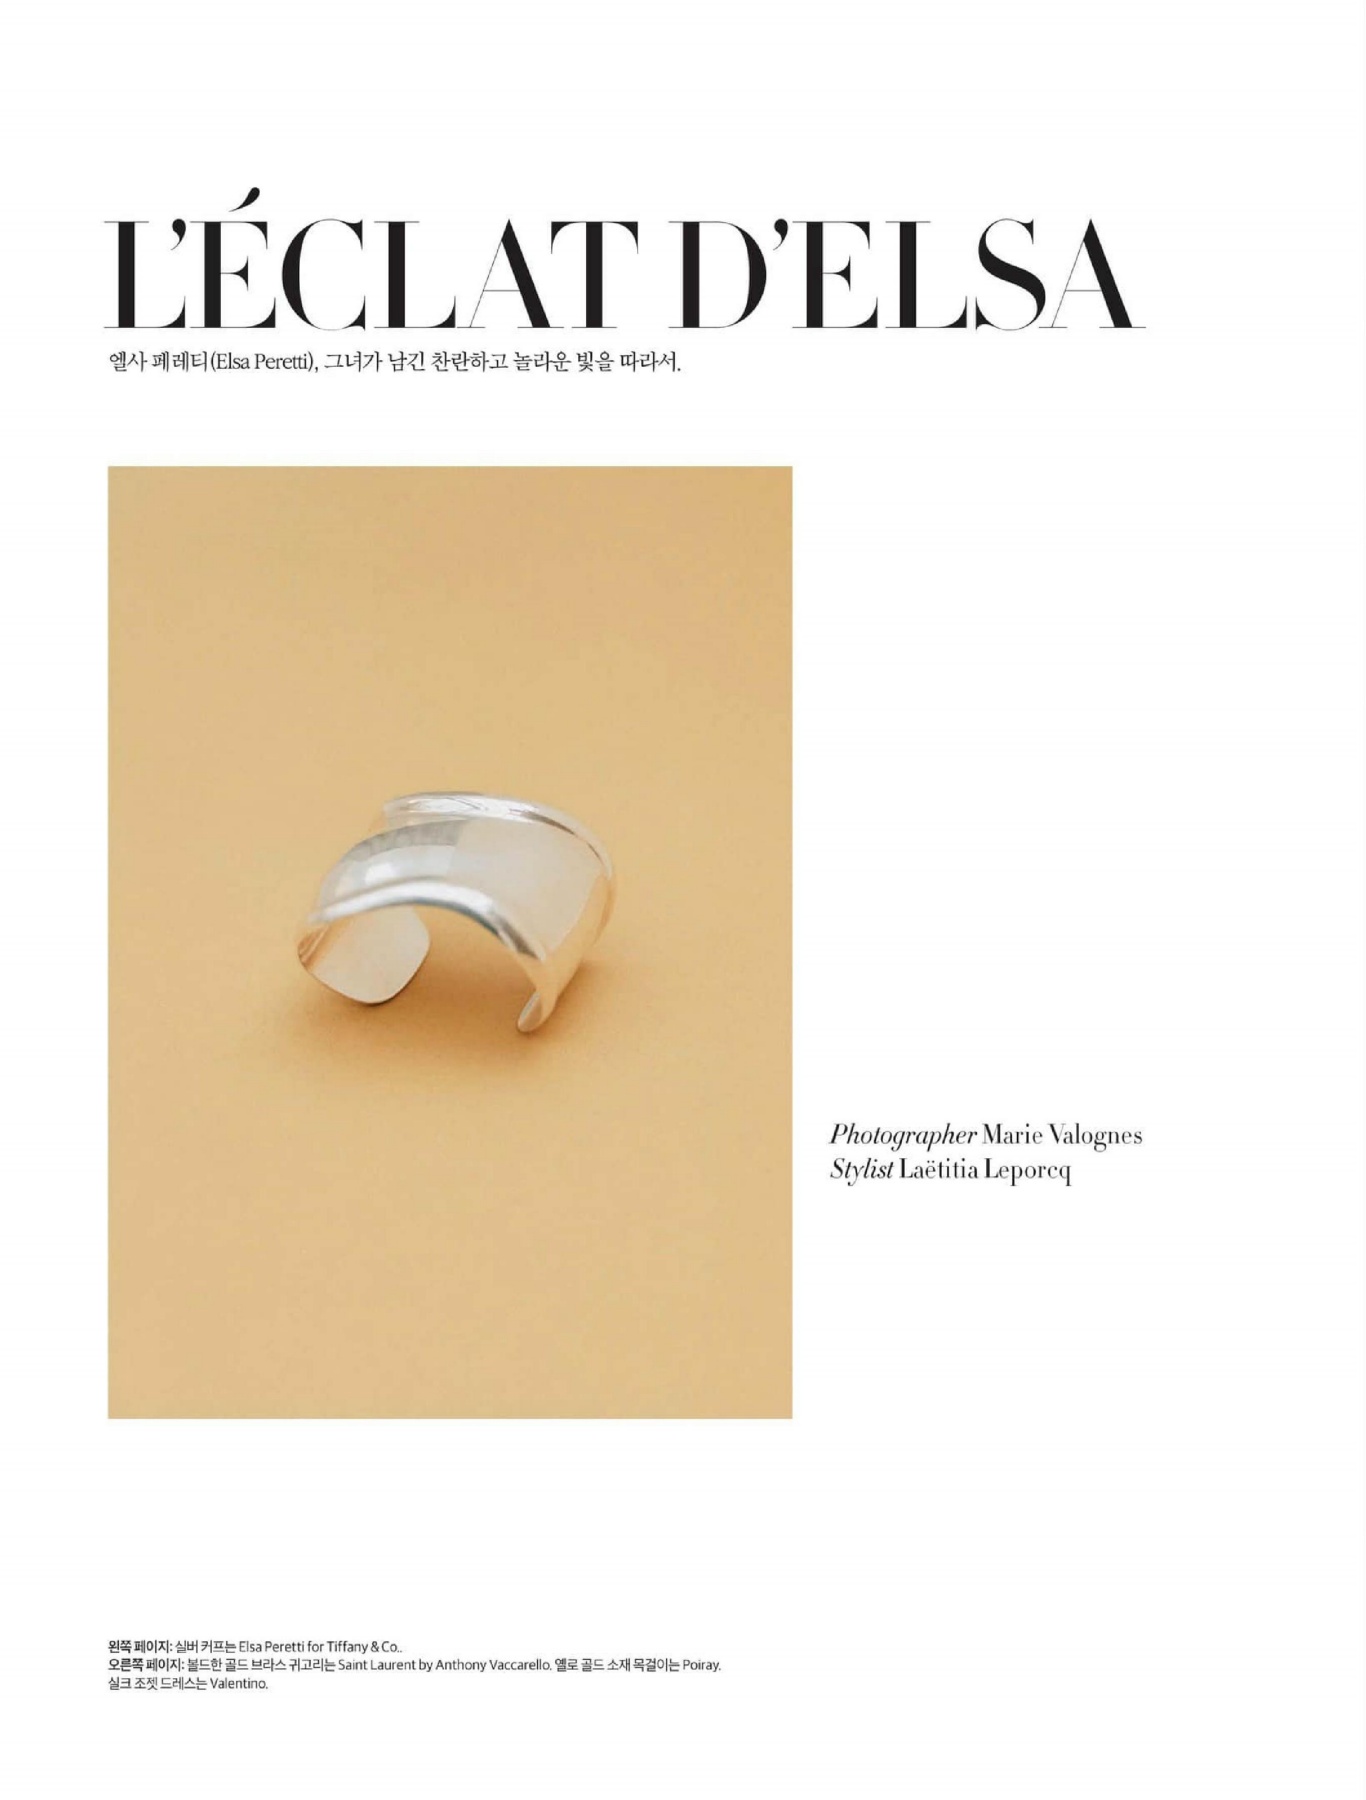 L'ÉCLAT D'ELSA
엘사 페레티(Elsa Peretti), 그녀가 남긴 찬란하고 놀라운 빛을 따라서.
Photographer Marie Valognes
Stylist Laëtitia Leporcq
왼쪽 페이지: 실버 커프는 Elsa Peretti for Tiffany & Co..
오른쪽 페이지: 볼드한 골드 브라스 귀고리는 Saint Laurent by Anthony Vaccarello. 옐로 골드 소재 목걸이는 Poiray.
실크 조젯 드레스는 Valentino.